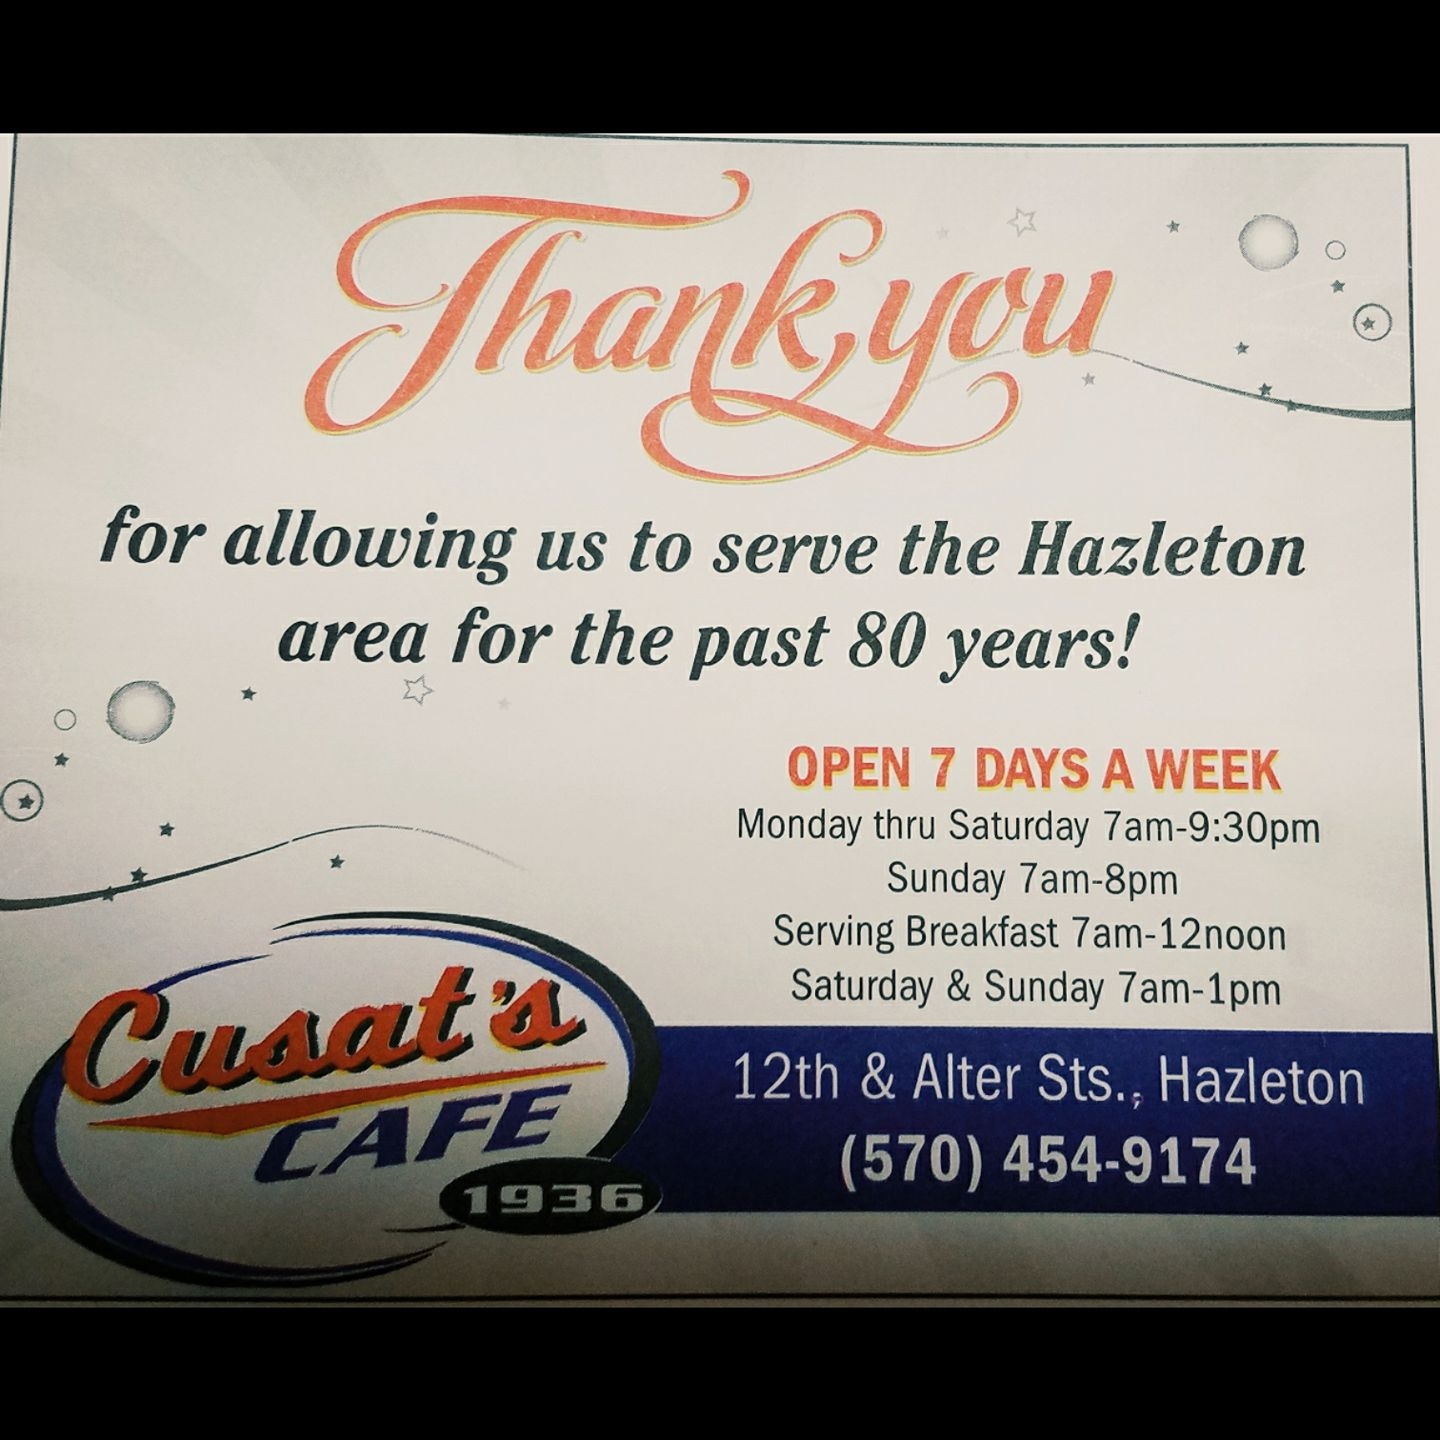 Thank you
for allowing us to serve the Hazleton
area for the past 80 years!
OPEN 7 DAYS A WEEK
Monday thru Saturday 7am-9:30pm
Sunday 7am-8pm
Serving Breakfast 7am-12noon
Saturday & Sunday 7am-1pm
Cusat's
CAFE
1936
12th & Alter Sts., Hazleton
(570) 454-9174